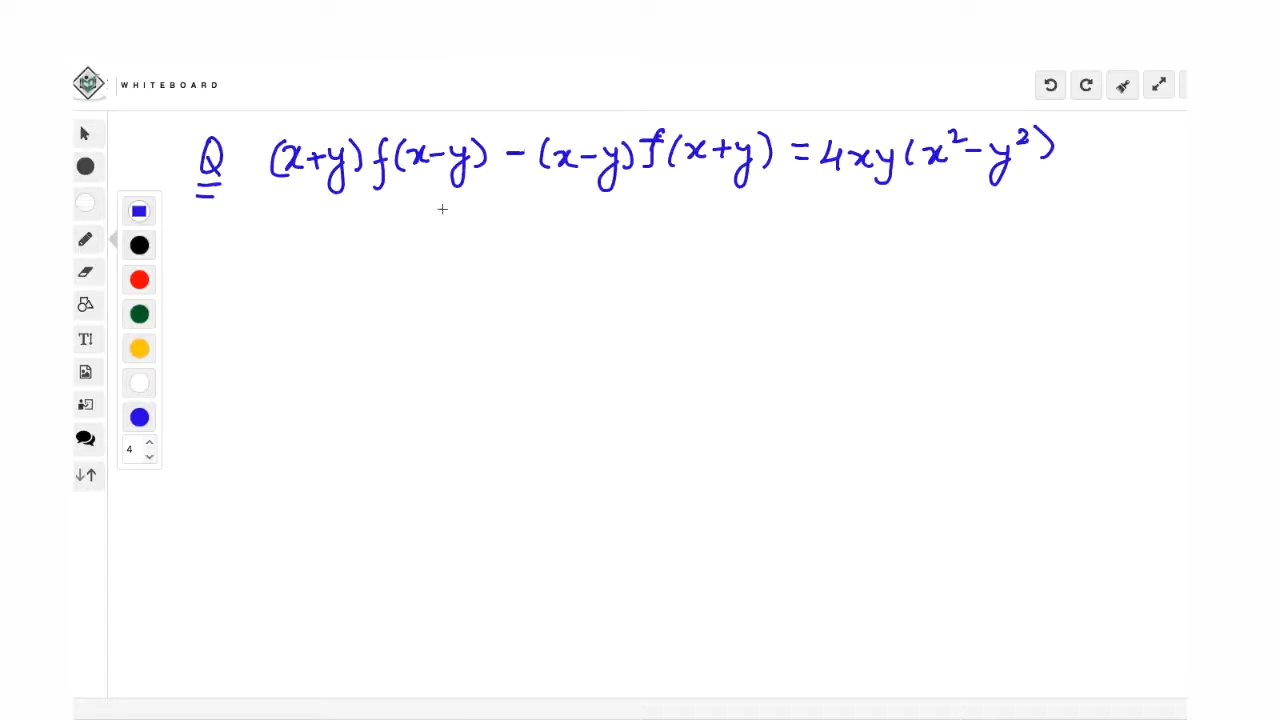 WHITEBOARD
Q (x+y) f(x-y) - (x-y) f(x+y) = 4xy(x² - y²)
T
4